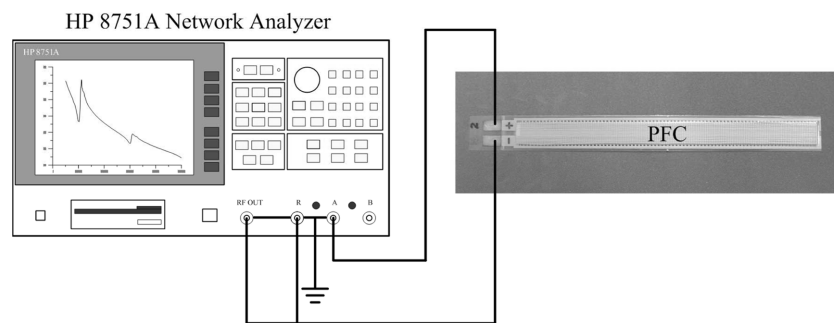 HP 8751A Network Analyzer
HP 8751A
RF OUT R A B
2 + −
PFC